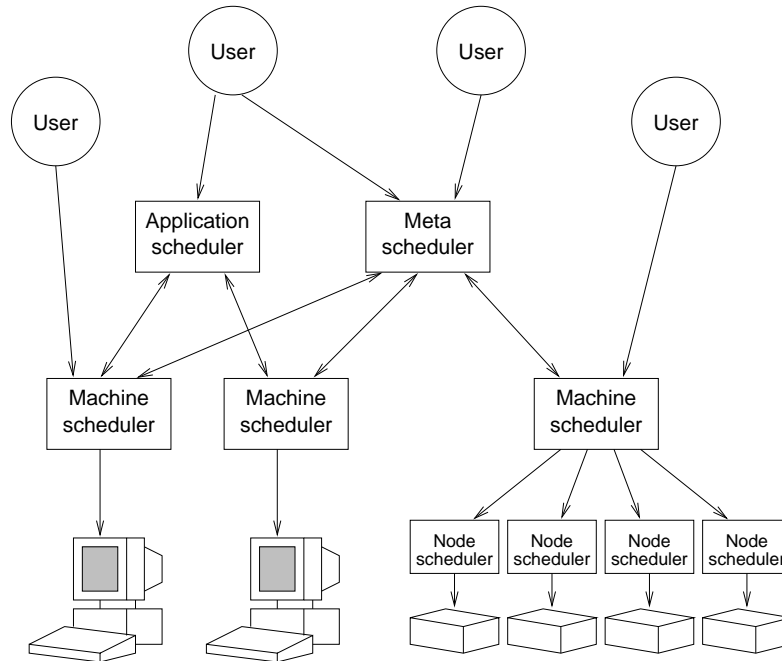 User
User
User
User
Application
scheduler
Meta
scheduler
Machine
scheduler
Machine
scheduler
Machine
scheduler
Node
scheduler
Node
scheduler
Node
scheduler
Node
scheduler